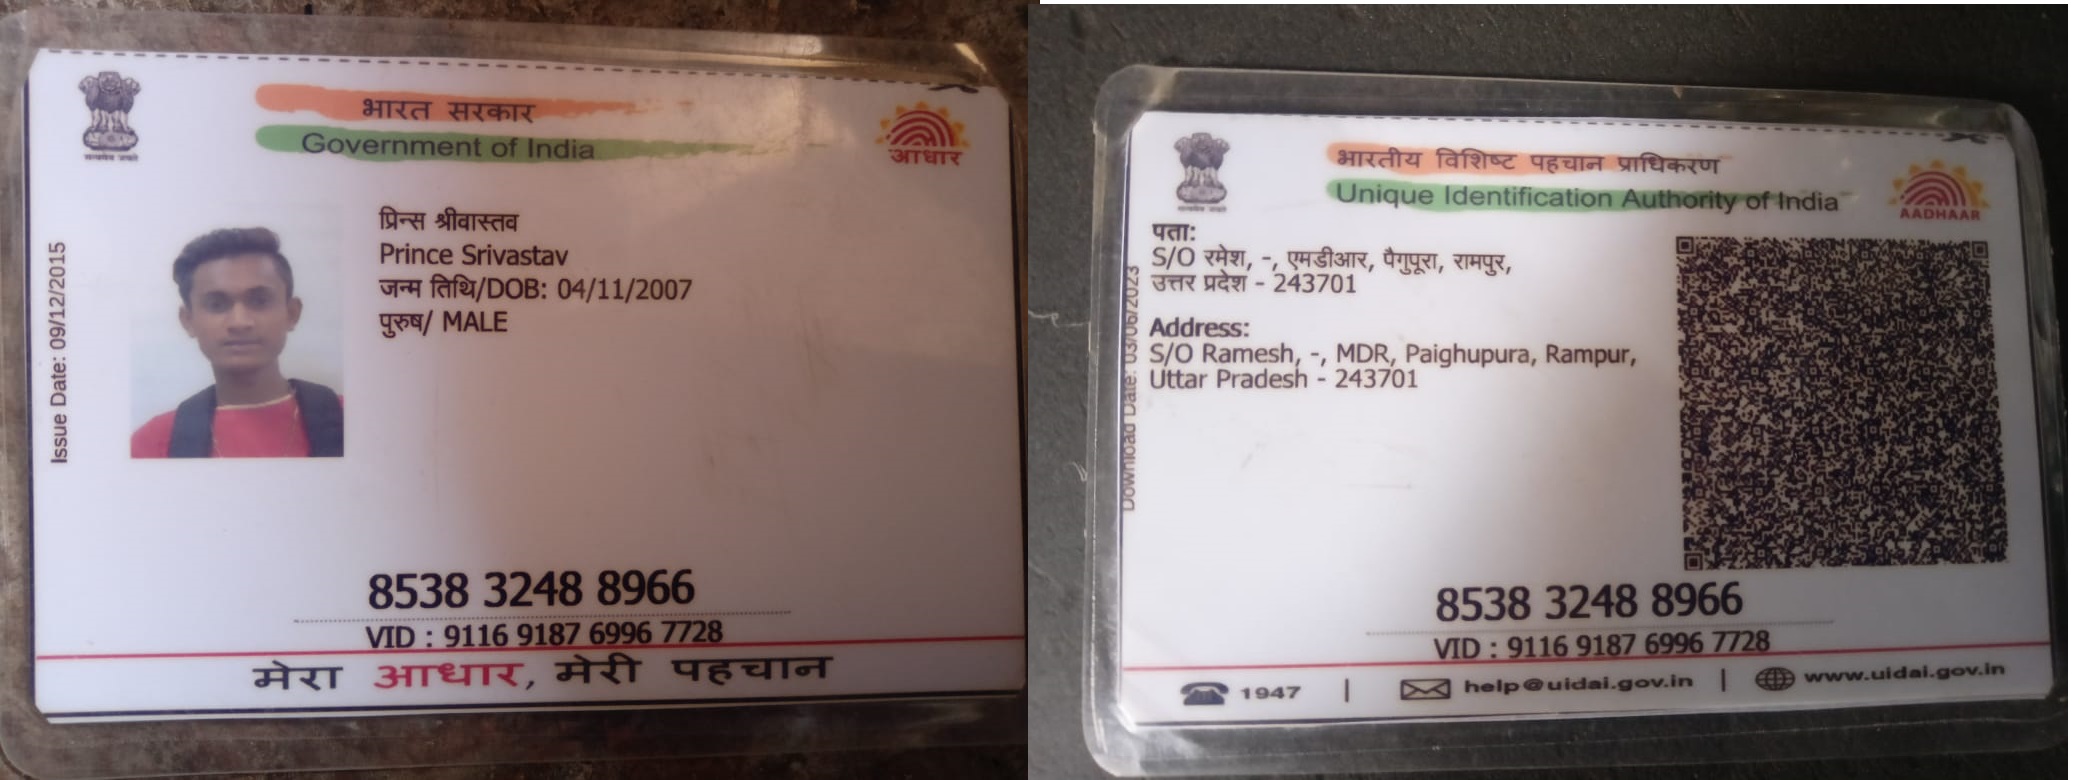 भारत सरकार
Government of India
आधार
Issue Date: 09/12/2015
प्रिन्स श्रीवास्तव
Prince Srivastav
जन्म तिथि/DOB: 04/11/2007
पुरुष/ MALE
8538 3248 8966
VID : 9116 9187 6996 7728
मेरा आधार, मेरी पहचान
भारतीय विशिष्ट पहचान प्राधिकरण
Unique Identification Authority of India
AADHAAR
Download Date: 03/06/2023
पता:
S/O रमेश, -, एमडीआर, पैगुपूरा, रामपुर,
उत्तर प्रदेश - 243701
Address:
S/O Ramesh, -, MDR, Paighupura, Rampur,
Uttar Pradesh - 243701
8538 3248 8966
VID : 9116 9187 6996 7728
1947 | help@uidai.gov.in | www.uidai.gov.in